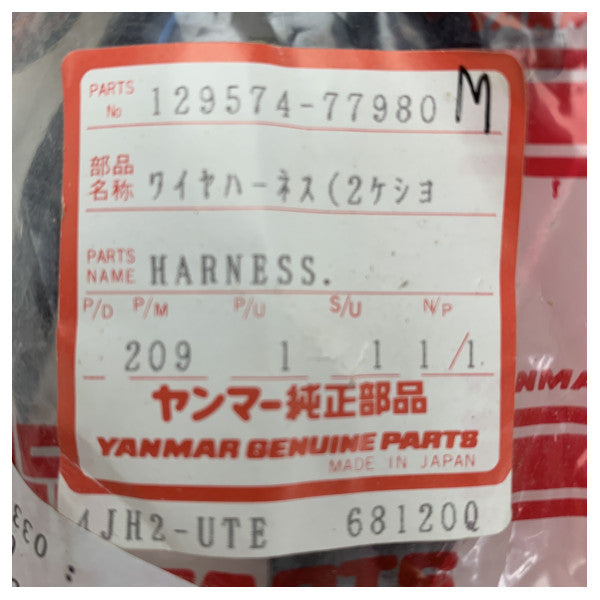 PARTS No 129574-77980 M
部品名称 ワイヤハーネス(2ケシヨ
PARTS NAME HARNESS.
P/D P/M P/U S/U N/P
209 1 1 1/1
ヤンマー純正部品
YANMAR GENUINE PARTS
MADE IN JAPAN
4JH2-UTE 68120Q